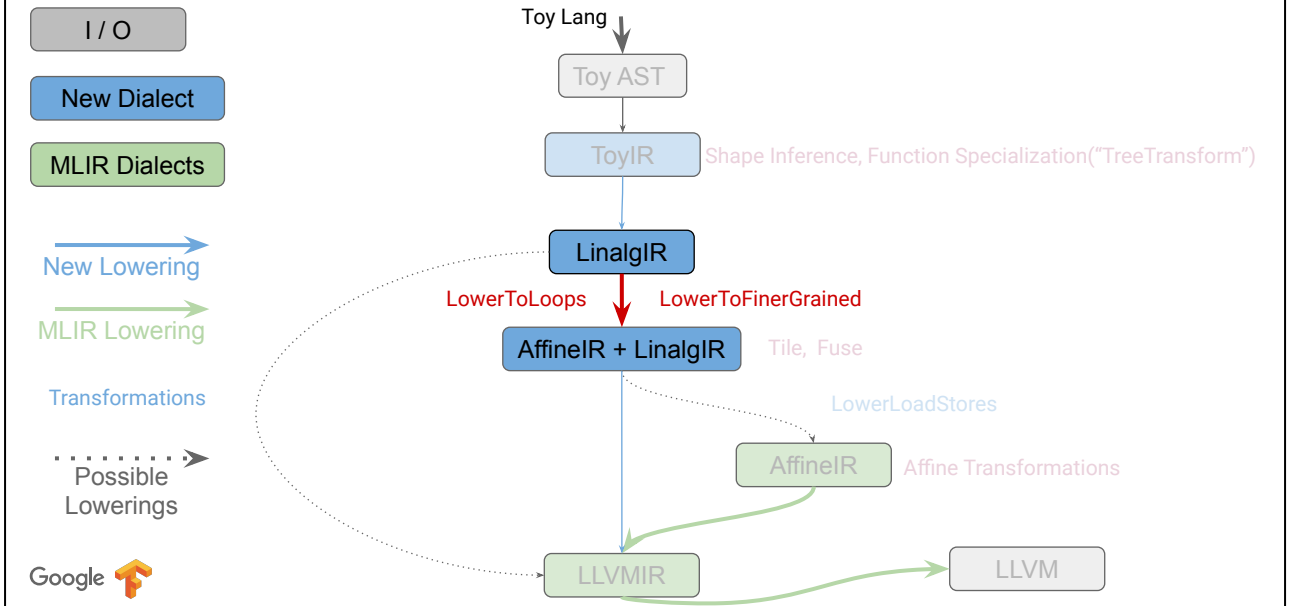 Toy Lang
I / O
Toy AST
New Dialect
ToyIR
Shape Inference, Function Specialization(“TreeTransform”)
MLIR Dialects
LinalgIR
New Lowering
LowerToLoops
LowerToFinerGrained
MLIR Lowering
AffineIR + LinalgIR
Tile, Fuse
Transformations
LowerLoadStores
AffineIR
Affine Transformations
Possible
Lowerings
Google
LLVMIR
LLVM